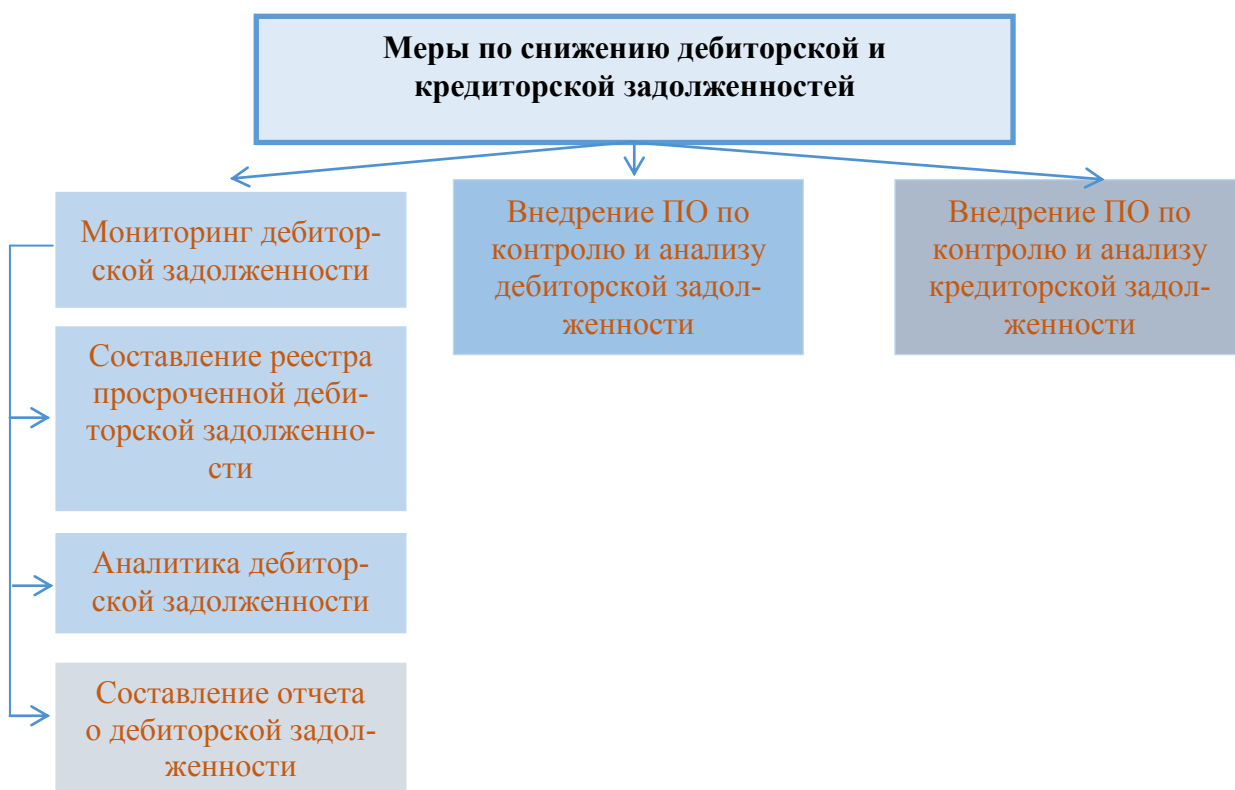 Меры по снижению дебиторской и
кредиторской задолженностей
Мониторинг дебитор-
ской задолженности
Внедрение ПО по
контролю и анализу
дебиторской задол-
женности
Внедрение ПО по
контролю и анализу
кредиторской задол-
женности
Составление реестра
просроченной деби-
торской задолженно-
сти
Аналитика дебитор-
ской задолженности
Составление отчета
о дебиторской задол-
женности